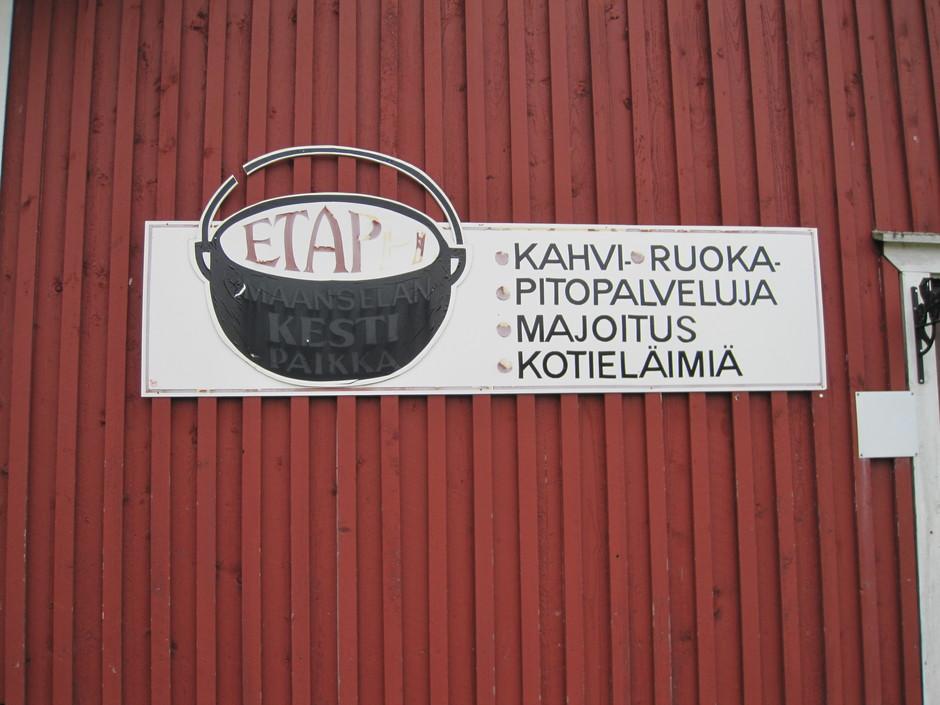 ETAPPI
MAANSELÄN
KESTI
PAIKKA
KAHVI- RUOKA-
PITOPALVELUJA
MAJOITUS
KOTIELÄIMIÄ